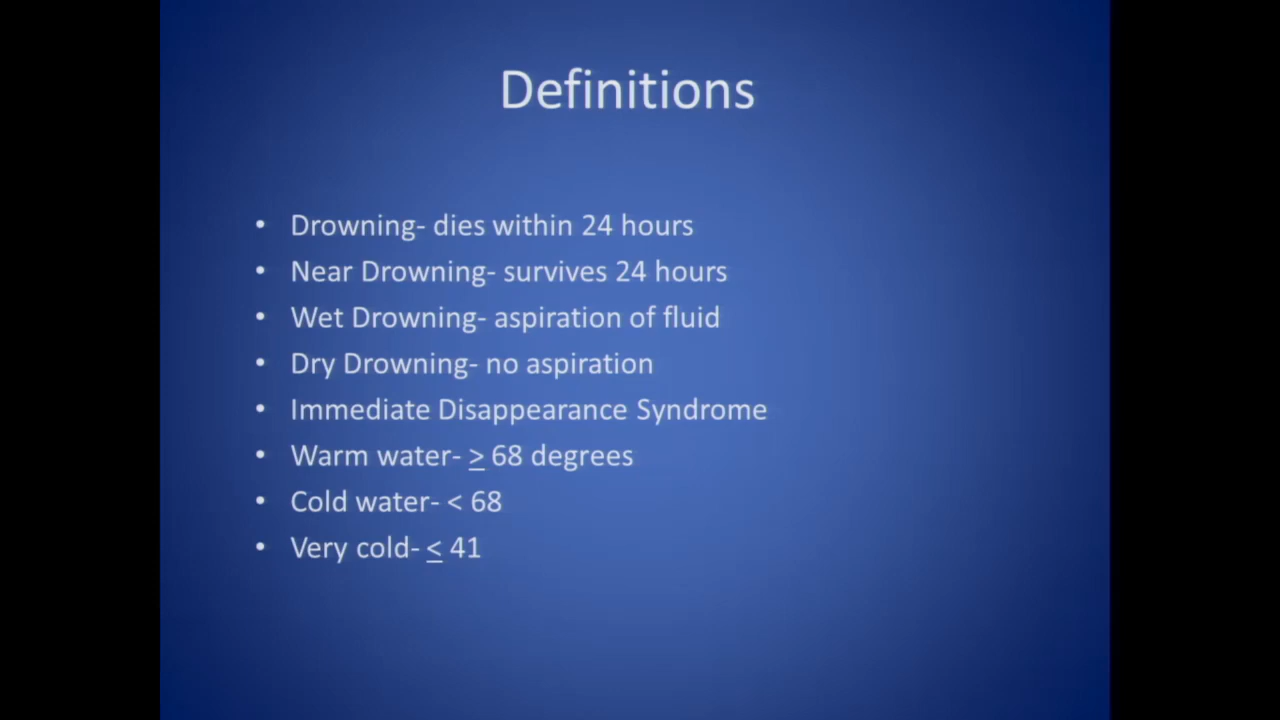 Definitions
• Drowning- dies within 24 hours
• Near Drowning- survives 24 hours
• Wet Drowning- aspiration of fluid
• Dry Drowning- no aspiration
• Immediate Disappearance Syndrome
• Warm water- ≥ 68 degrees
• Cold water- < 68
• Very cold- ≤ 41